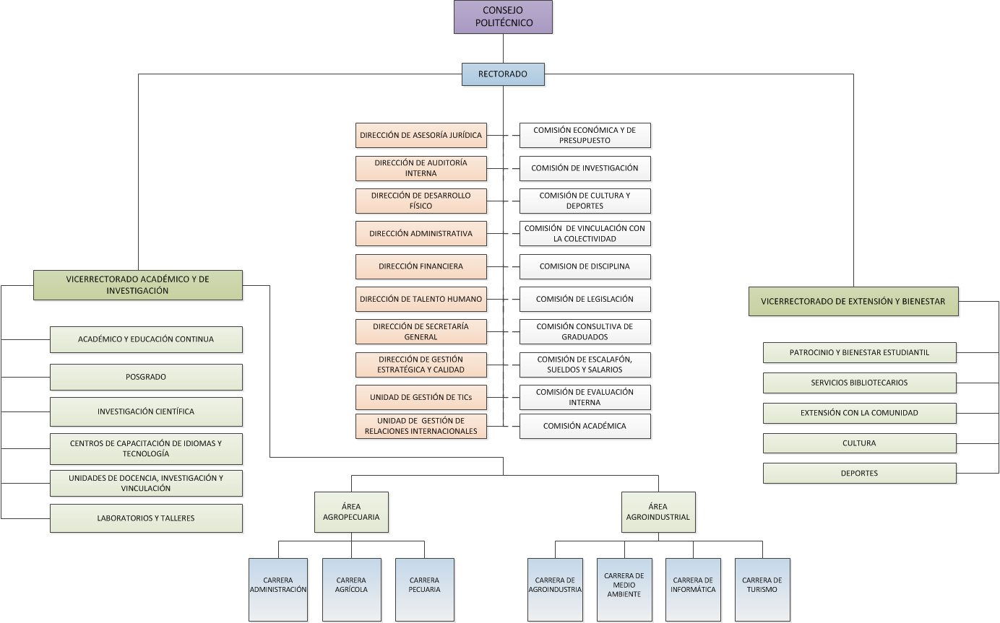 CONSEJO
POLITÉCNICO
RECTORADO
DIRECCIÓN DE ASESORÍA JURÍDICA
COMISIÓN ECONÓMICA Y DE
PRESUPUESTO
DIRECCIÓN DE AUDITORÍA
INTERNA
COMISIÓN DE INVESTIGACIÓN
DIRECCIÓN DE DESARROLLO
FÍSICO
COMISIÓN DE CULTURA Y
DEPORTES
DIRECCIÓN ADMINISTRATIVA
COMISIÓN DE VINCULACIÓN CON
LA COLECTIVIDAD
DIRECCIÓN FINANCIERA
COMISION DE DISCIPLINA
DIRECCIÓN DE TALENTO HUMANO
COMISIÓN DE LEGISLACIÓN
DIRECCIÓN DE SECRETARÍA
GENERAL
COMISIÓN CONSULTIVA DE
GRADUADOS
DIRECCIÓN DE GESTIÓN
ESTRATÉGICA Y CALIDAD
COMISIÓN DE ESCALAFÓN,
SUELDOS Y SALARIOS
UNIDAD DE GESTIÓN DE TICs
COMISIÓN DE EVALUACIÓN
INTERNA
UNIDAD DE GESTIÓN DE
RELACIONES INTERNACIONALES
COMISIÓN ACADÉMICA
VICERRECTORADO ACADÉMICO Y DE
INVESTIGACIÓN
ACADÉMICO Y EDUCACIÓN CONTINUA
POSGRADO
INVESTIGACIÓN CIENTÍFICA
CENTROS DE CAPACITACIÓN DE IDIOMAS Y
TECNOLOGÍA
UNIDADES DE DOCENCIA, INVESTIGACIÓN Y
VINCULACIÓN
LABORATORIOS Y TALLERES
VICERRECTORADO DE EXTENSIÓN Y BIENESTAR
PATROCINIO Y BIENESTAR ESTUDIANTIL
SERVICIOS BIBLIOTECARIOS
EXTENSIÓN CON LA COMUNIDAD
CULTURA
DEPORTES
ÁREA
AGROPECUARIA
ÁREA
AGROINDUSTRIAL
CARRERA
ADMINISTRACIÓN
CARRERA
AGRÍCOLA
CARRERA
PECUARIA
CARRERA DE
AGROINDUSTRIA
CARRERA DE
MEDIO
AMBIENTE
CARRERA DE
INFORMÁTICA
CARRERA DE
TURISMO